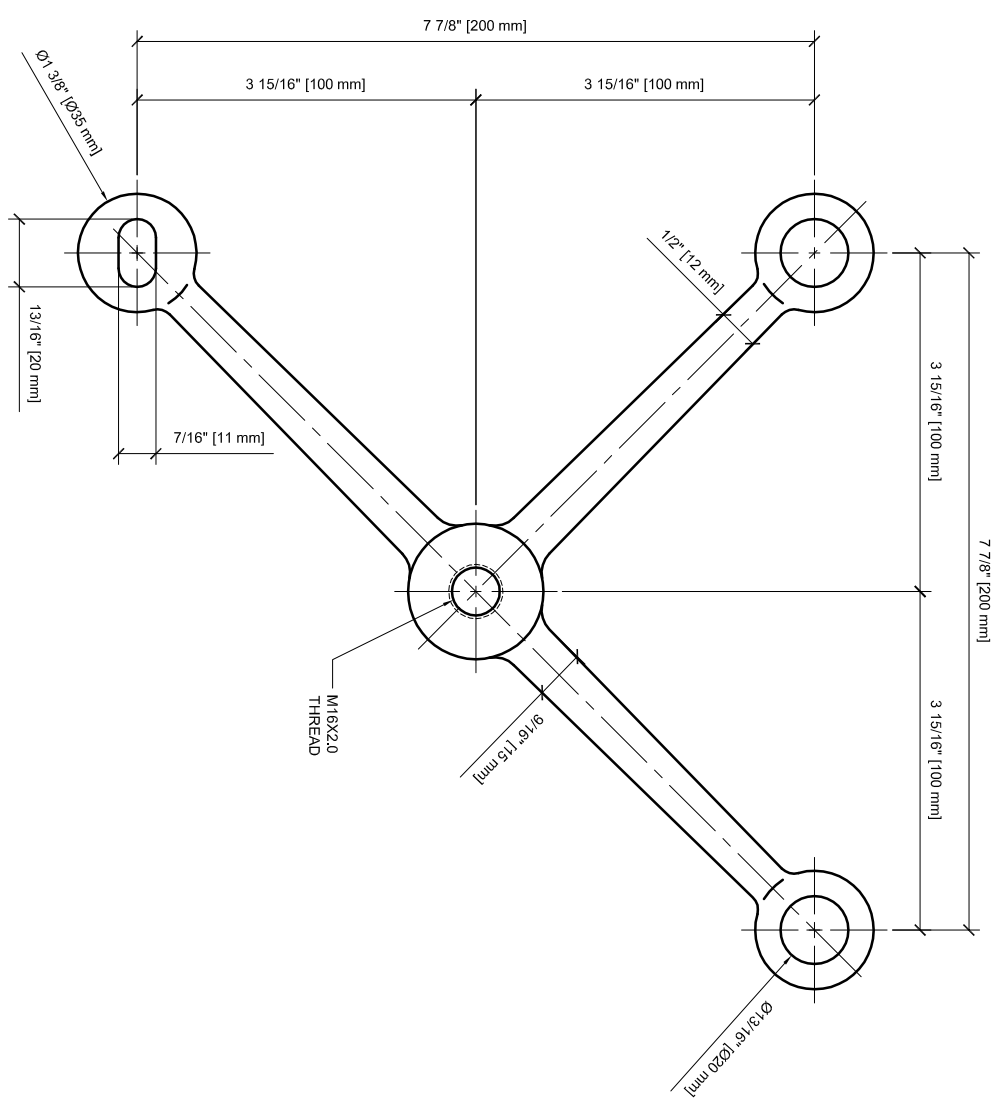 7 7/8" [200 mm]
3 15/16" [100 mm]
3 15/16" [100 mm]
Ø1 3/8" [Ø35 mm]
1/2" [12 mm]
13/16" [20 mm]
7/16" [11 mm]
3 15/16" [100 mm]
7 7/8" [200 mm]
M16X2.0
THREAD
9/16" [15 mm]
3 15/16" [100 mm]
Ø13/16" [Ø20 mm]